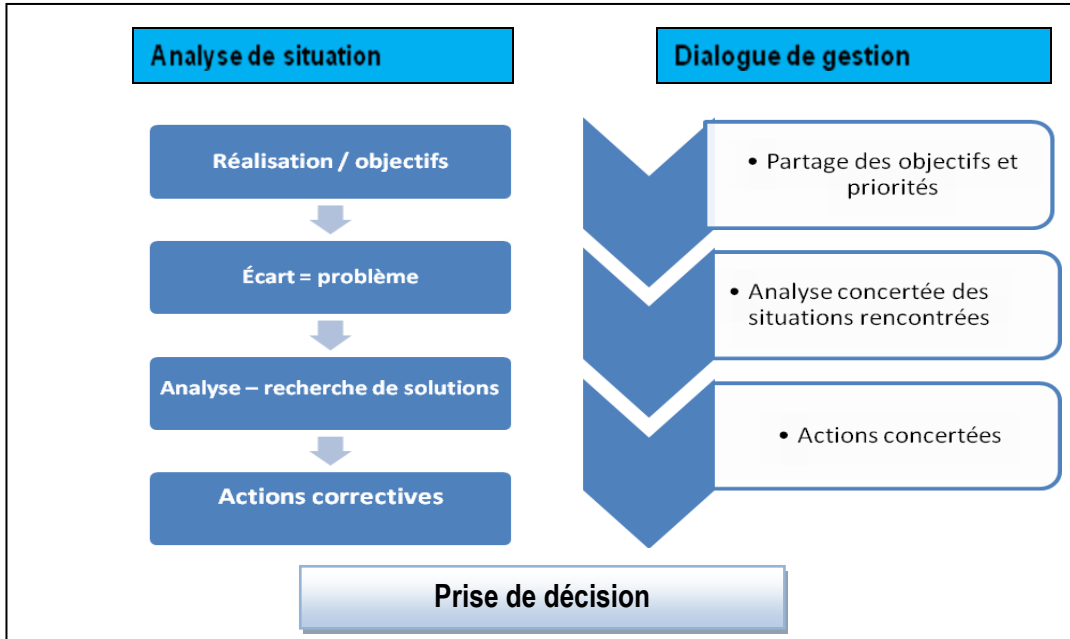 Analyse de situation
Réalisation / objectifs
Écart = problème
Analyse – recherche de solutions
Actions correctives
Dialogue de gestion
• Partage des objectifs et
priorités
• Analyse concertée des
situations rencontrées
• Actions concertées
Prise de décision